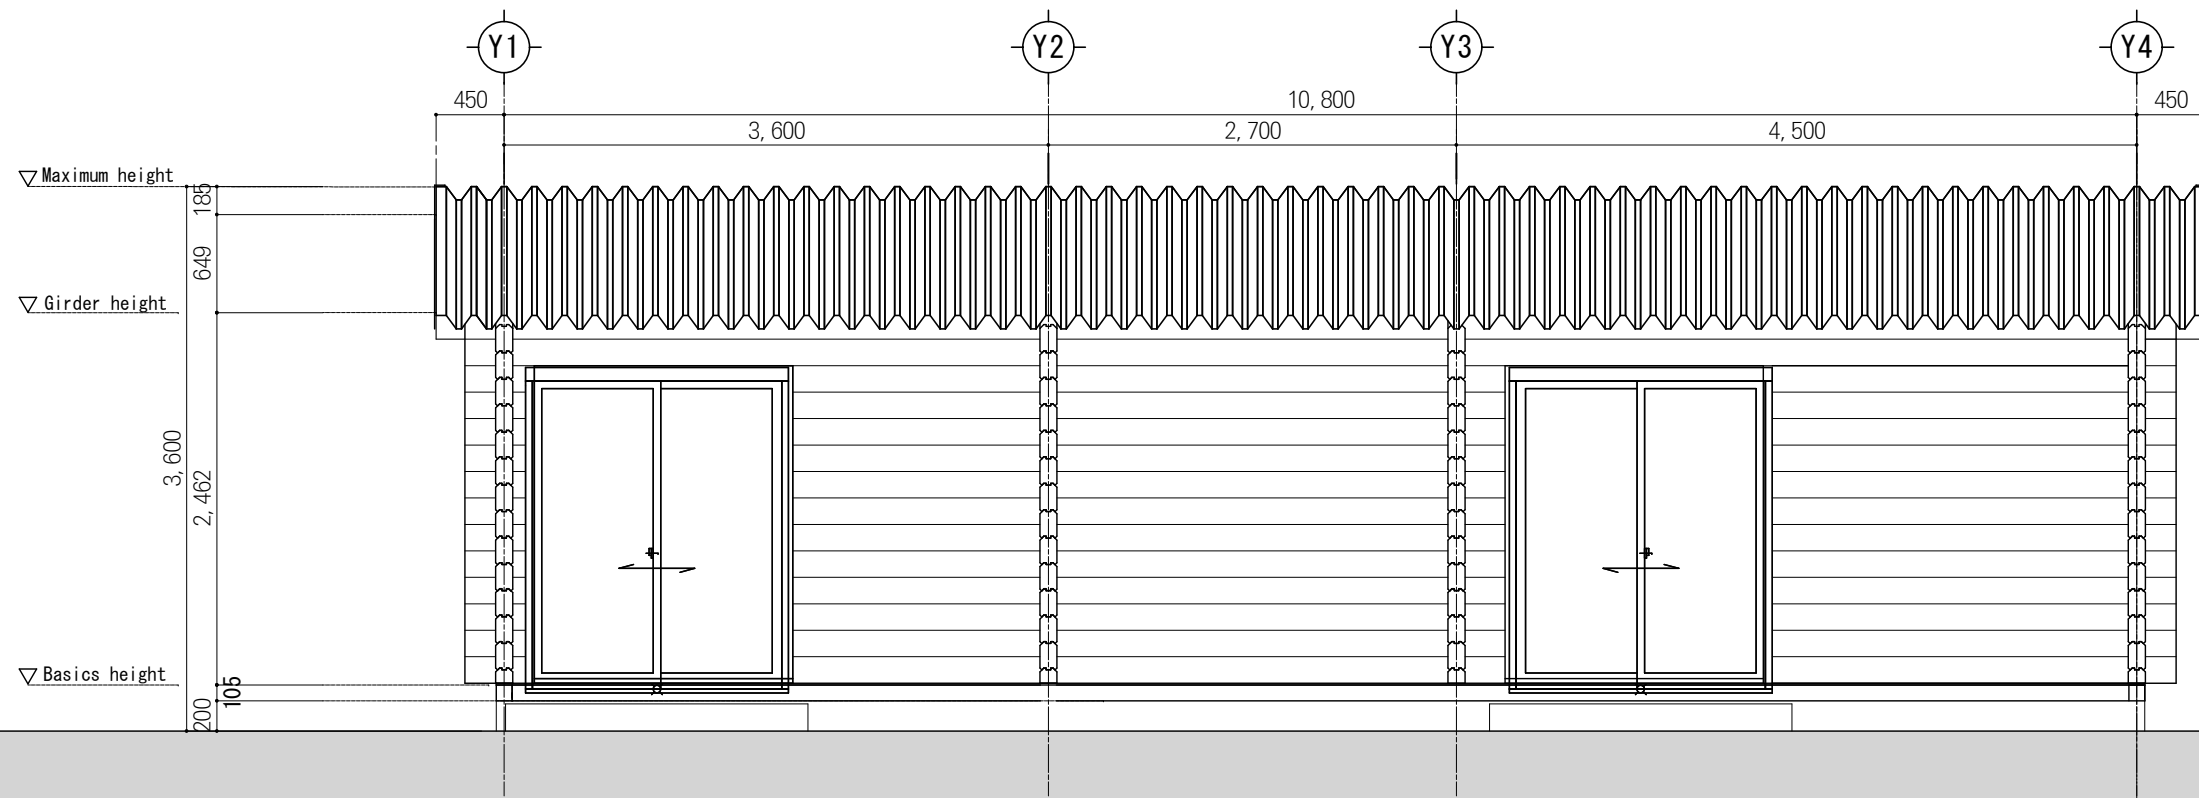 Y1 Y2 Y3 Y4
450 10,800 450
3,600 2,700 4,500
Maximum height
185
649
Girder height
3,600
2,462
Basics height
105
200